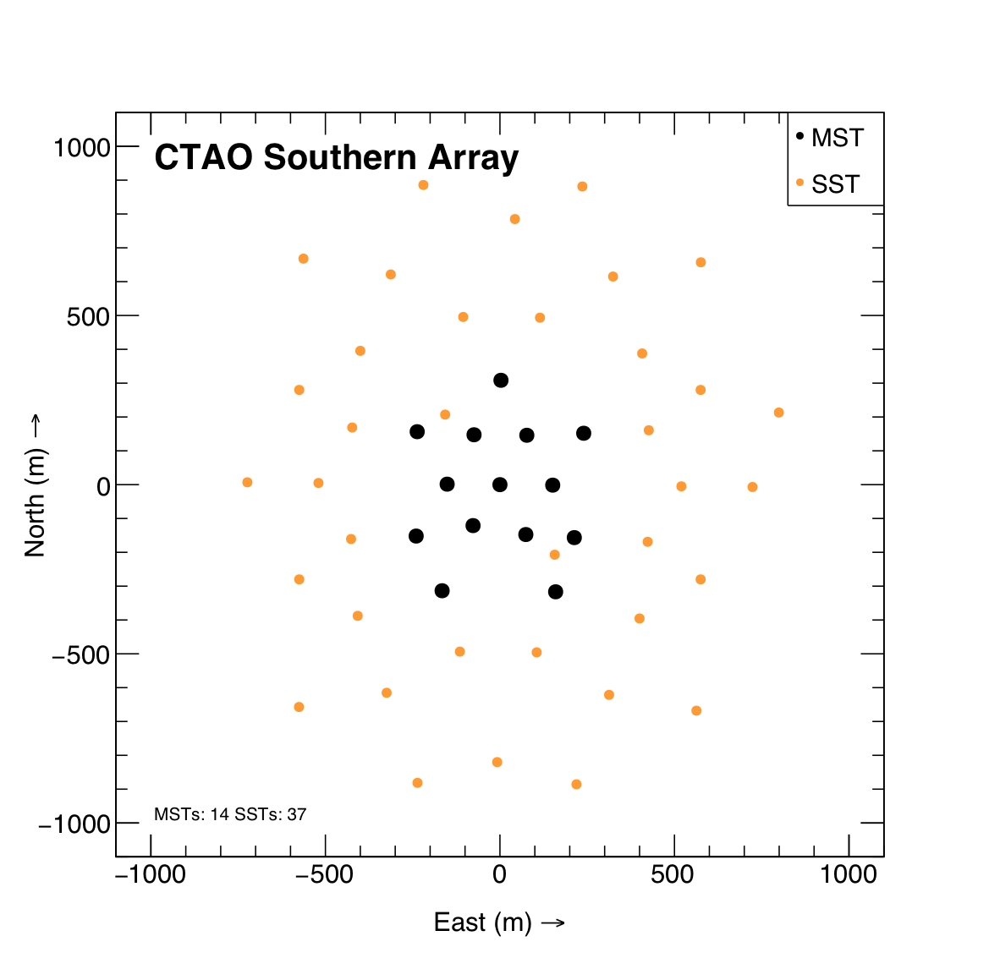 CTAO Southern Array
MST
SST
1000
500
0
−500
−1000
North (m) →
MSTs: 14 SSTs: 37
−1000 −500 0 500 1000
East (m) →